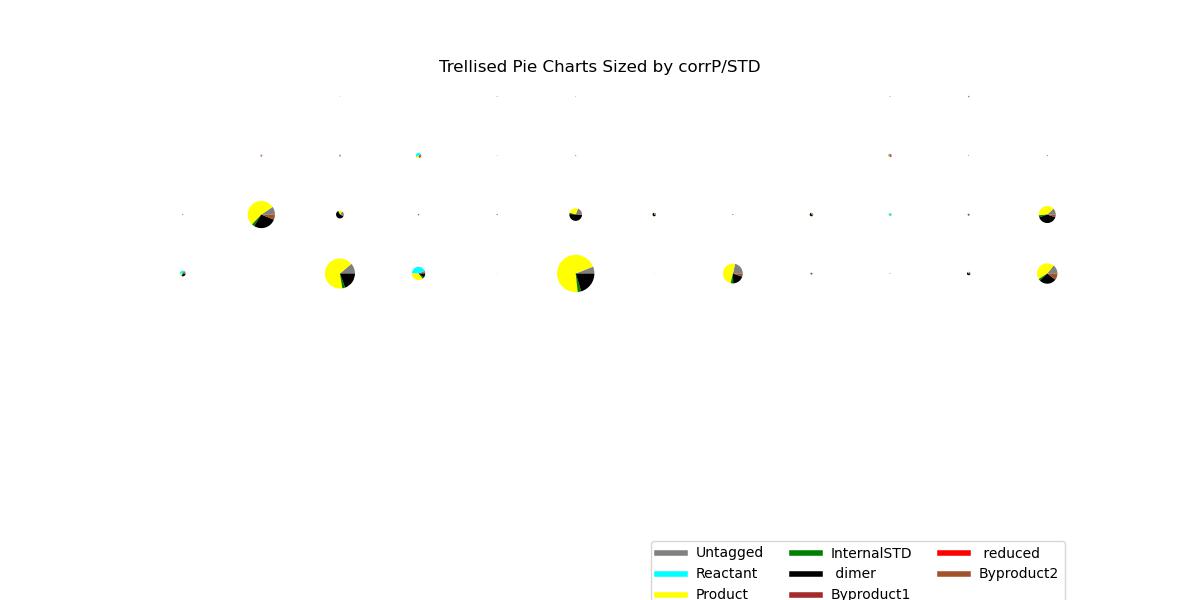 Trellised Pie Charts Sized by corrP/STD
Untagged InternalSTD reduced
Reactant dimer Byproduct2
Product Byproduct1